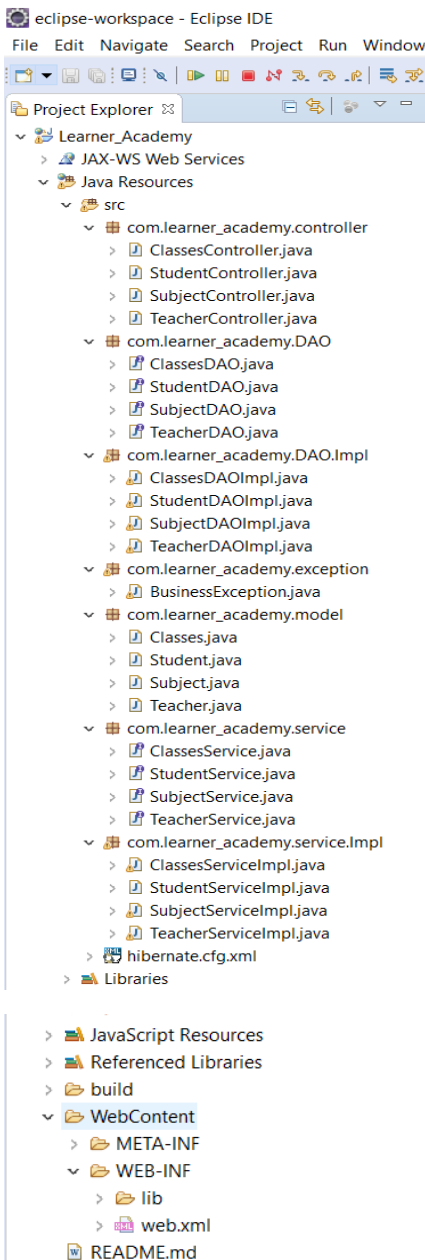 eclipse-workspace - Eclipse IDE
File Edit Navigate Search Project Run Window
Project Explorer
Learner_Academy
JAX-WS Web Services
Java Resources
src
com.learner_academy.controller
ClassesController.java
StudentController.java
SubjectController.java
TeacherController.java
com.learner_academy.DAO
ClassesDAO.java
StudentDAO.java
SubjectDAO.java
TeacherDAO.java
com.learner_academy.DAO.Impl
ClassesDAOImpl.java
StudentDAOImpl.java
SubjectDAOImpl.java
TeacherDAOImpl.java
com.learner_academy.exception
BusinessException.java
com.learner_academy.model
Classes.java
Student.java
Subject.java
Teacher.java
com.learner_academy.service
ClassesService.java
StudentService.java
SubjectService.java
TeacherService.java
com.learner_academy.service.Impl
ClassesServiceImpl.java
StudentServiceImpl.java
SubjectServiceImpl.java
TeacherServiceImpl.java
hibernate.cfg.xml
Libraries
JavaScript Resources
Referenced Libraries
build
WebContent
META-INF
WEB-INF
lib
web.xml
README.md